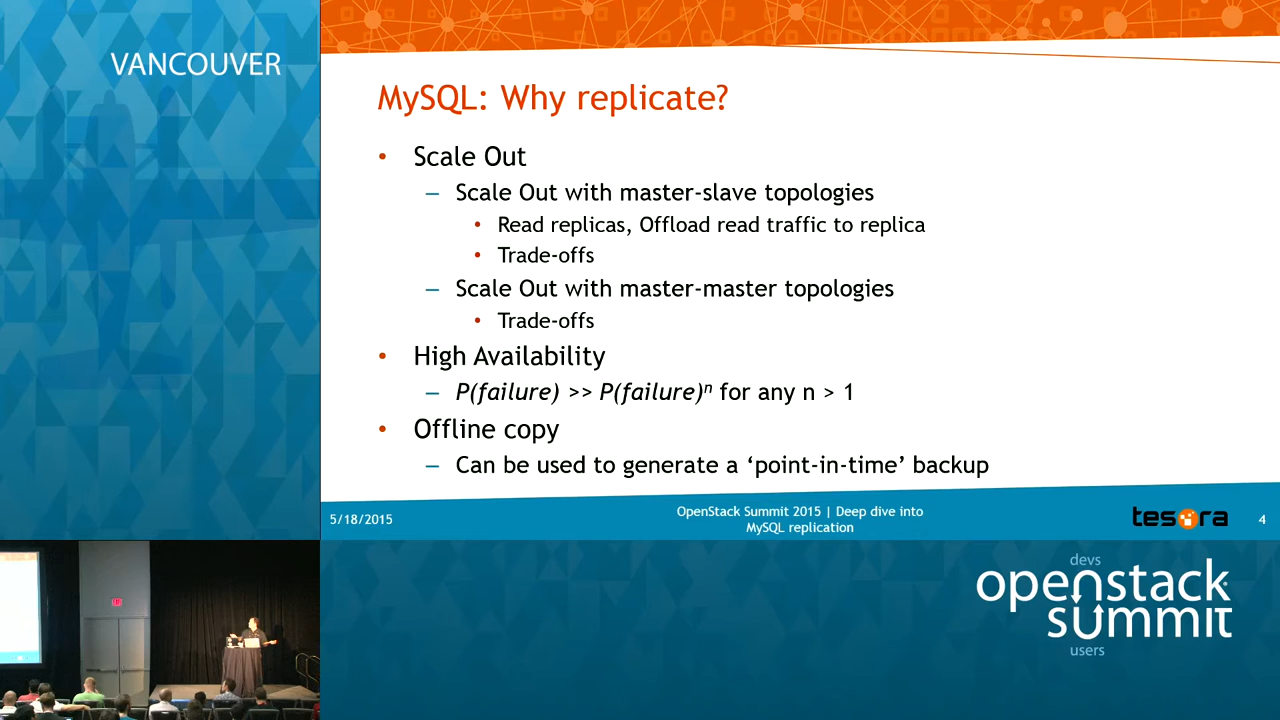 VANCOUVER
MySQL: Why replicate?
• Scale Out
– Scale Out with master-slave topologies
• Read replicas, Offload read traffic to replica
• Trade-offs
– Scale Out with master-master topologies
• Trade-offs
• High Availability
– P(failure) >> P(failure)ⁿ for any n > 1
• Offline copy
– Can be used to generate a ‘point-in-time’ backup
5/18/2015
OpenStack Summit 2015 | Deep dive into
MySQL replication
tesora
4
devs
openstack
summit
users